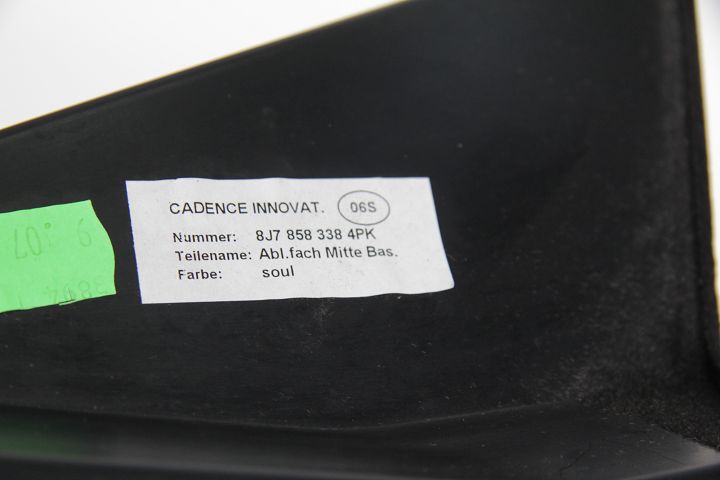 CADENCE INNOVAT. 06S
Nummer: 8J7 858 338 4PK
Teilename: Abl.fach Mitte Bas.
Farbe: soul